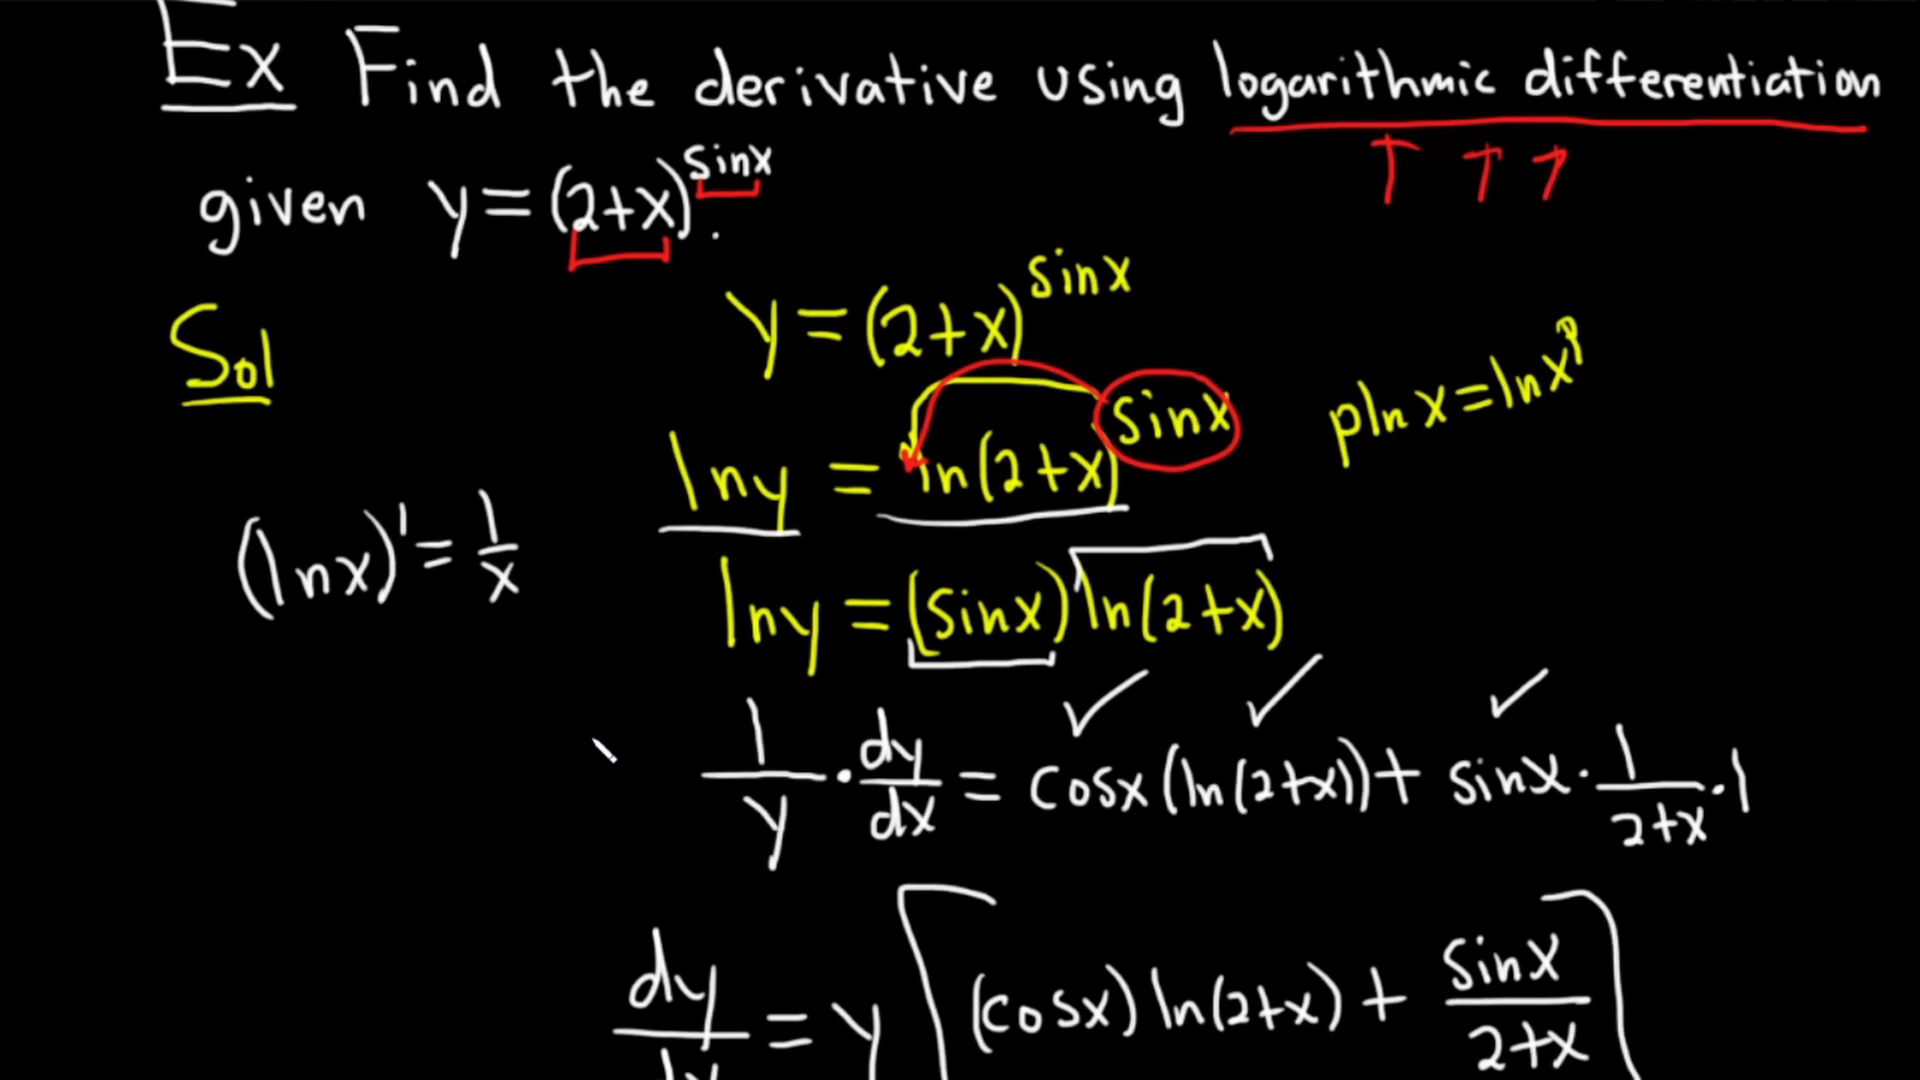 Ex Find the derivative using logarithmic differentiation
given y = (2+x)^sinx.
Sol
y = (2+x)^sinx
ln y = ln(2+x)^sinx
p ln x = ln x^p
(ln x)' = 1/x
ln y = (sinx) ln(2+x)
1/y · dy/dx = cosx (ln(2+x)) + sinx · 1/(2+x) · 1
dy/dx = y [(cosx) ln(2+x) + sinx/(2+x)]